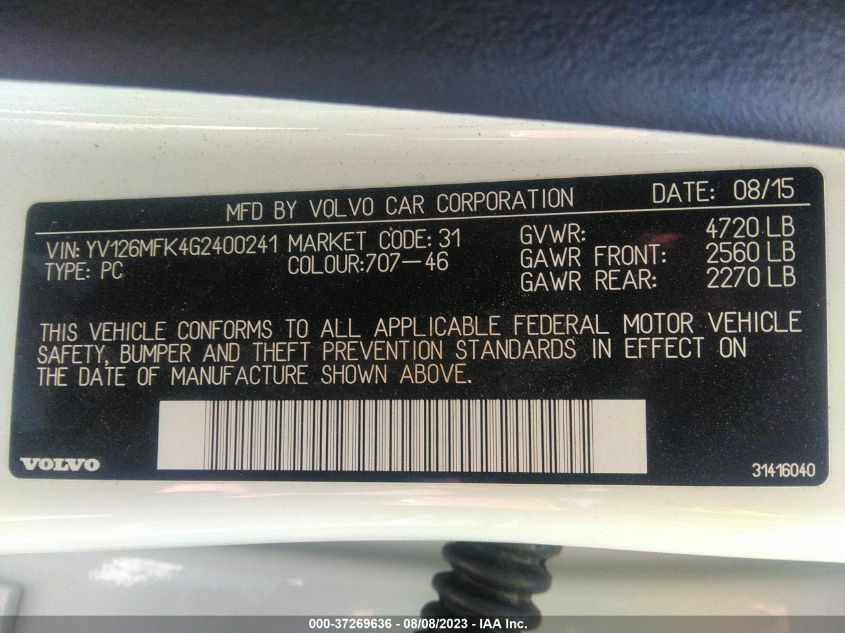 MFD BY VOLVO CAR CORPORATION DATE: 08/15
VIN: YV126MFK4G2400241 MARKET CODE: 31 GVWR: 4720 LB
TYPE: PC COLOUR:707-46 GAWR FRONT: 2560 LB
GAWR REAR: 2270 LB
THIS VEHICLE CONFORMS TO ALL APPLICABLE FEDERAL MOTOR VEHICLE
SAFETY, BUMPER AND THEFT PREVENTION STANDARDS IN EFFECT ON
THE DATE OF MANUFACTURE SHOWN ABOVE.
VOLVO 31416040
000-37269636 - 08/08/2023 - IAA Inc.